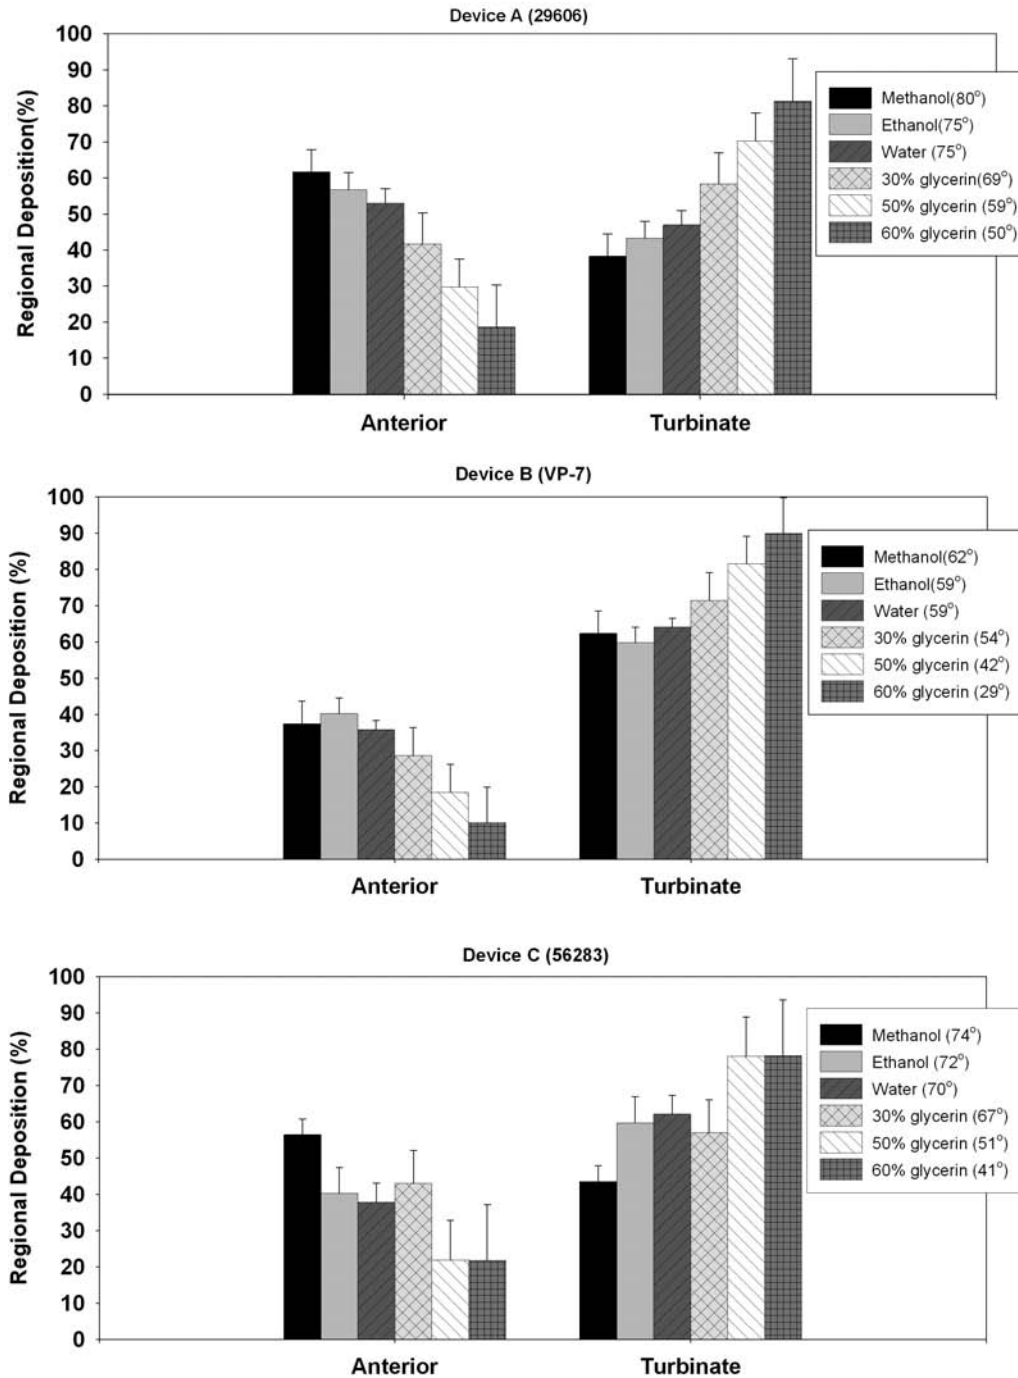 Device A (29606)
Regional Deposition(%)
100
90
80
70
60
50
40
30
20
10
0
Methanol(80°)
Ethanol(75°)
Water (75°)
30% glycerin(69°)
50% glycerin (59°)
60% glycerin (50°)
Anterior Turbinate
Device B (VP-7)
Regional Deposition (%)
100
90
80
70
60
50
40
30
20
10
0
Methanol(62°)
Ethanol(59°)
Water (59°)
30% glycerin (54°)
50% glycerin (42°)
60% glycerin (29°)
Anterior Turbinate
Device C (56283)
Regional Deposition (%)
100
90
80
70
60
50
40
30
20
10
0
Methanol (74°)
Ethanol (72°)
Water (70°)
30% glycerin (67°)
50% glycerin (51°)
60% glycerin (41°)
Anterior Turbinate